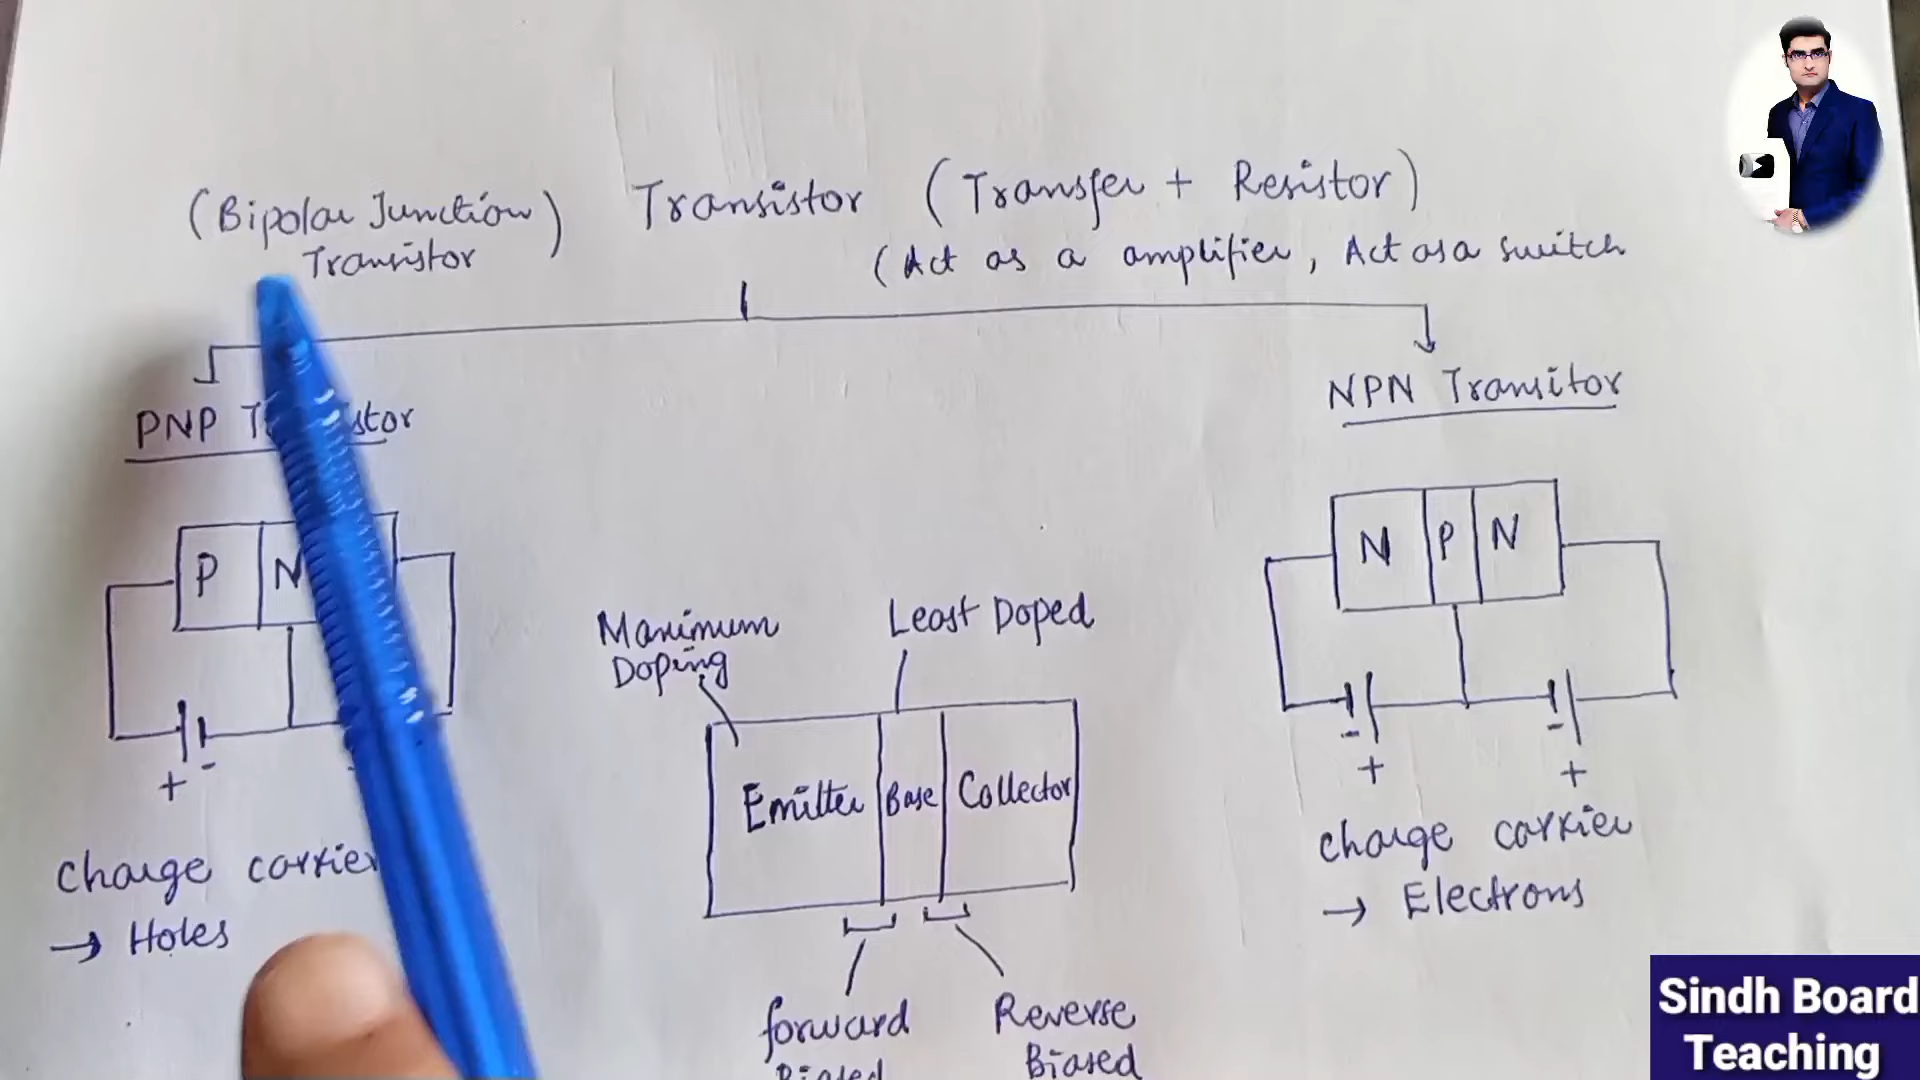 (Bipolar Junction Transistor)
Transistor (Transfer + Resistor)
(Act as a amplifier, Act as a switch
PNP
NPN Transitor
P N
N P N
Maximum Doping
Least Doped
Emitter Base Collector
+ -
- +
- +
charge carrier
→ Holes
charge carrier
→ Electrons
forward Biased
Reverse Biased
Sindh Board
Teaching